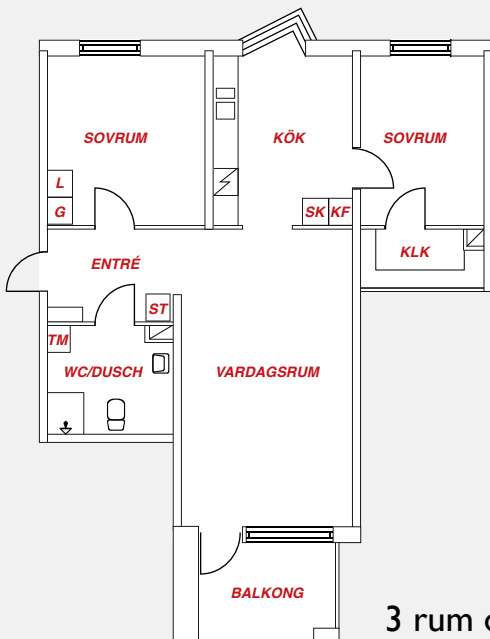 SOVRUM
KÖK
SOVRUM
L
G
SK KF
KLK
ENTRÉ
ST
TM
WC/DUSCH
VARDAGSRUM
BALKONG
3 rum